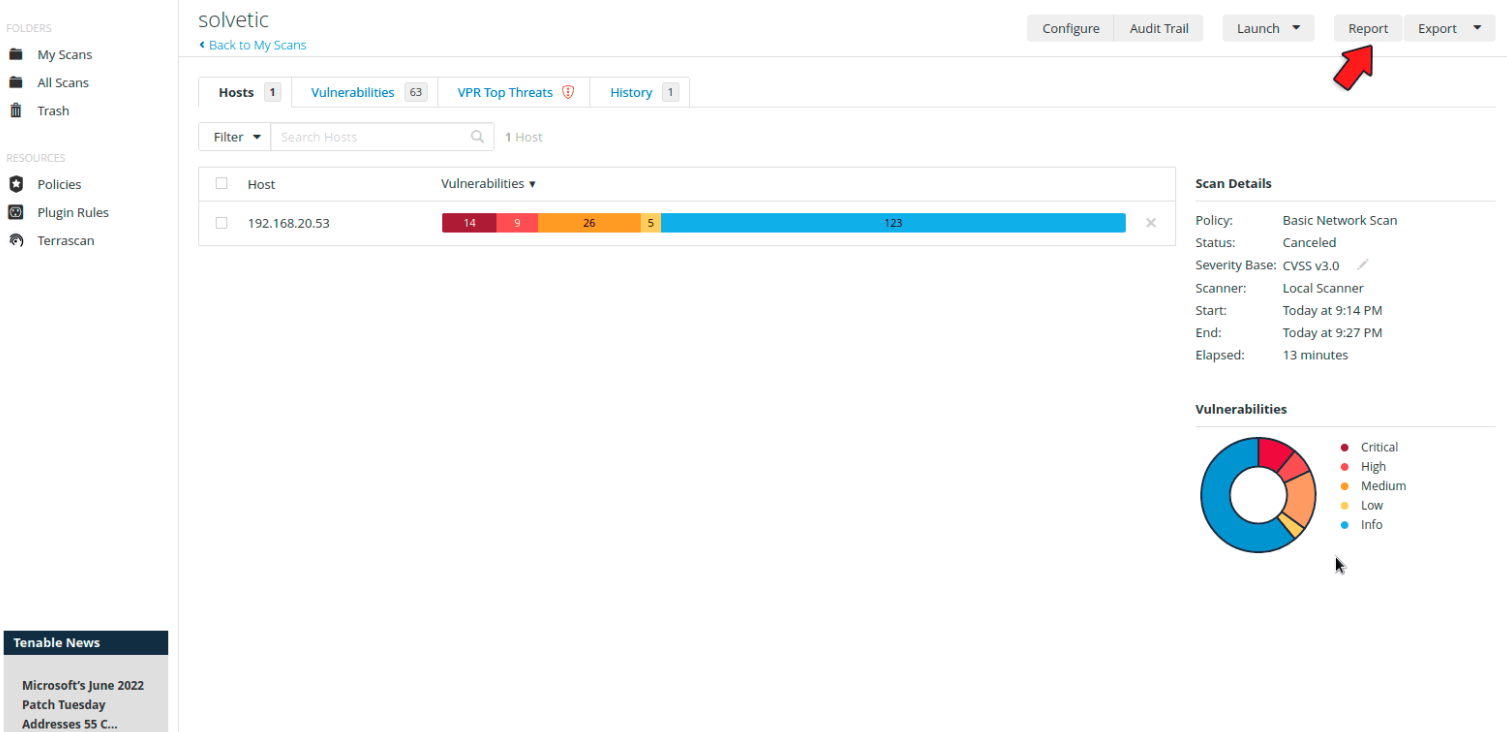 FOLDERS
My Scans
All Scans
Trash
RESOURCES
Policies
Plugin Rules
Terrascan
Tenable News
Microsoft's June 2022
Patch Tuesday
Addresses 55 C...
solvetic
Back to My Scans
Configure Audit Trail Launch Report Export
Hosts 1 Vulnerabilities 63 VPR Top Threats History 1
Filter Search Hosts 1 Host
Host Vulnerabilities
192.168.20.53 14 9 26 5 123
Scan Details
Policy: Basic Network Scan
Status: Canceled
Severity Base: CVSS v3.0
Scanner: Local Scanner
Start: Today at 9:14 PM
End: Today at 9:27 PM
Elapsed: 13 minutes
Vulnerabilities
Critical
High
Medium
Low
Info